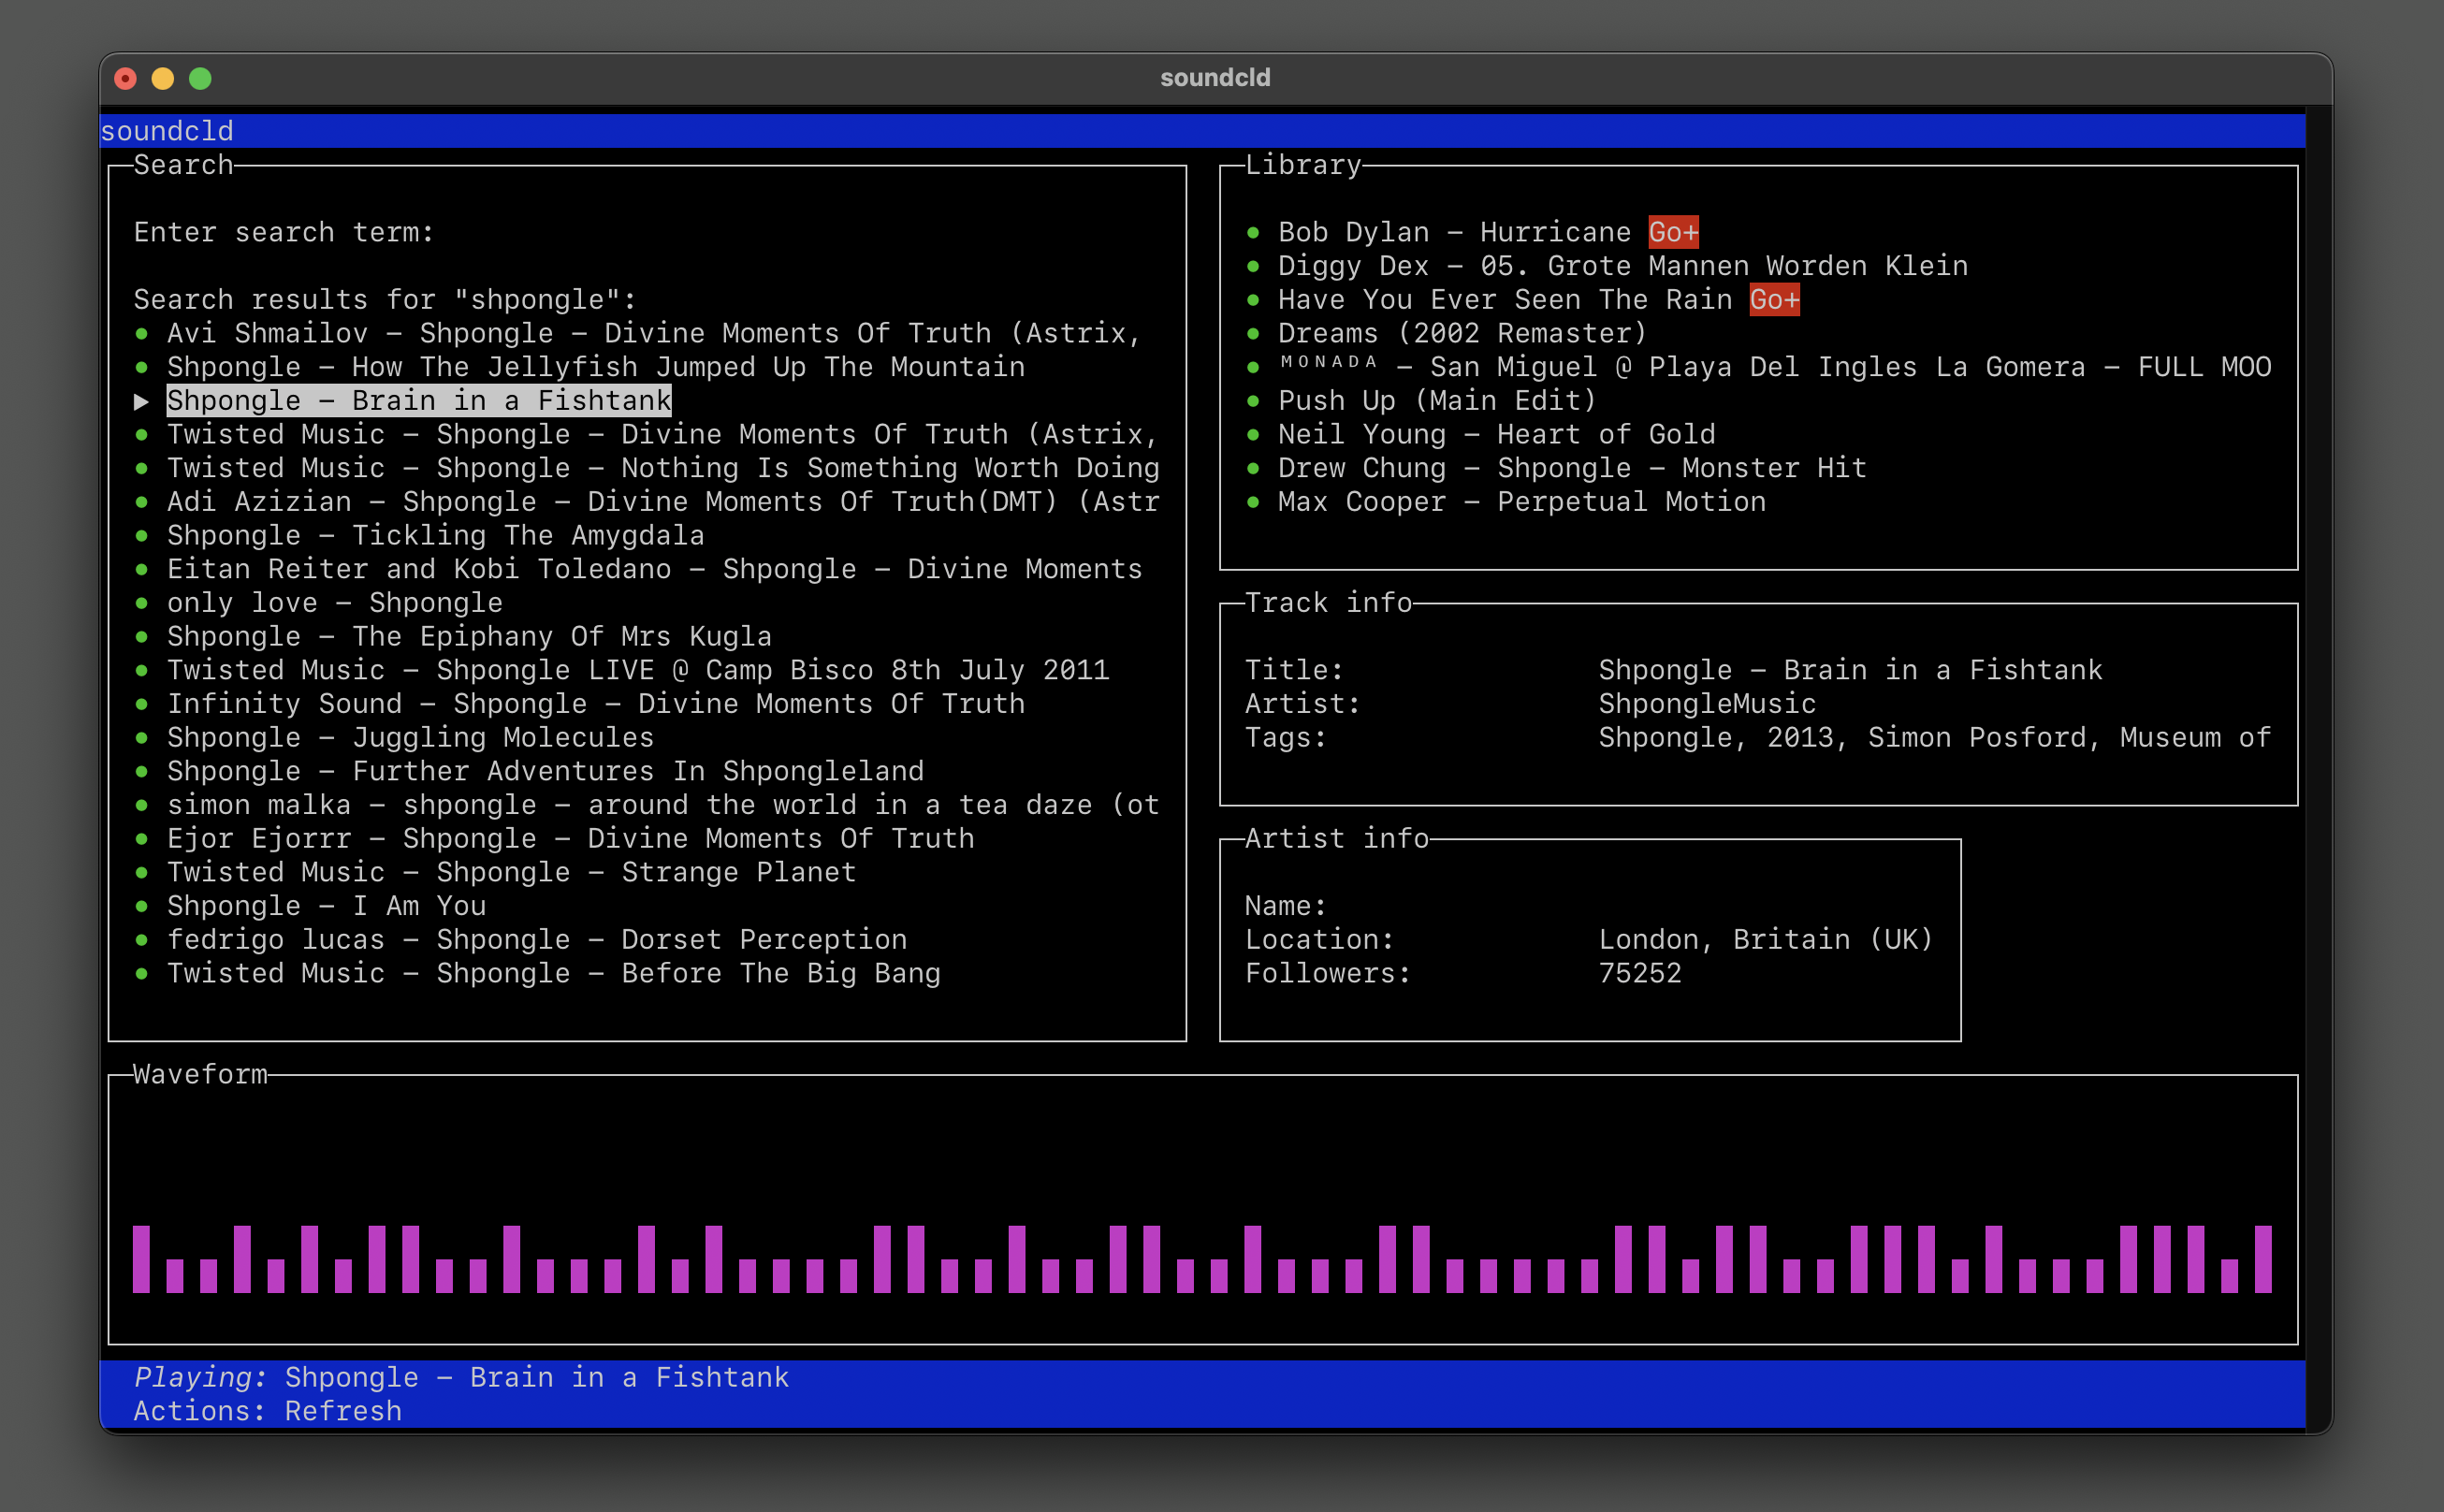 soundcld
soundcld
Search
Enter search term:
Search results for "shpongle":
Avi Shmailov – Shpongle – Divine Moments Of Truth (Astrix,
Shpongle – How The Jellyfish Jumped Up The Mountain
Shpongle – Brain in a Fishtank
Twisted Music – Shpongle – Divine Moments Of Truth (Astrix,
Twisted Music – Shpongle – Nothing Is Something Worth Doing
Adi Azizian – Shpongle – Divine Moments Of Truth(DMT) (Astr
Shpongle – Tickling The Amygdala
Eitan Reiter and Kobi Toledano – Shpongle – Divine Moments
only love – Shpongle
Shpongle – The Epiphany Of Mrs Kugla
Twisted Music – Shpongle LIVE @ Camp Bisco 8th July 2011
Infinity Sound – Shpongle – Divine Moments Of Truth
Shpongle – Juggling Molecules
Shpongle – Further Adventures In Shpongleland
simon malka – shpongle – around the world in a tea daze (ot
Ejor Ejorrr – Shpongle – Divine Moments Of Truth
Twisted Music – Shpongle – Strange Planet
Shpongle – I Am You
fedrigo lucas – Shpongle – Dorset Perception
Twisted Music – Shpongle – Before The Big Bang
Library
Bob Dylan – Hurricane Go+
Diggy Dex – 05. Grote Mannen Worden Klein
Have You Ever Seen The Rain Go+
Dreams (2002 Remaster)
ᴹᴼᴺᴬᴰᴬ – San Miguel @ Playa Del Ingles La Gomera – FULL MOO
Push Up (Main Edit)
Neil Young – Heart of Gold
Drew Chung – Shpongle – Monster Hit
Max Cooper – Perpetual Motion
Track info
Title: Shpongle – Brain in a Fishtank
Artist: ShpongleMusic
Tags: Shpongle, 2013, Simon Posford, Museum of
Artist info
Name:
Location: London, Britain (UK)
Followers: 75252
Waveform
Playing: Shpongle – Brain in a Fishtank
Actions: Refresh